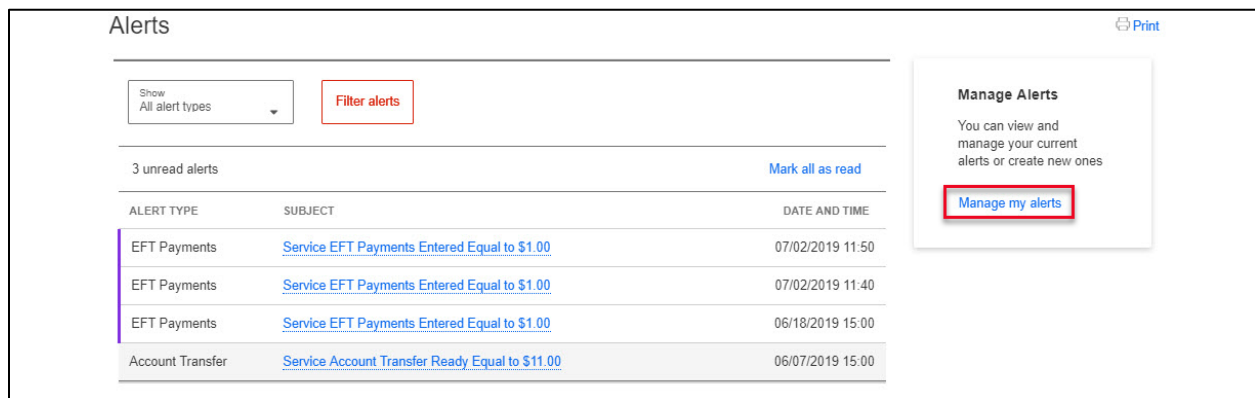 Alerts
Print
Show
All alert types
Filter alerts
3 unread alerts
Mark all as read
ALERT TYPE SUBJECT DATE AND TIME
EFT Payments Service EFT Payments Entered Equal to $1.00 07/02/2019 11:50
EFT Payments Service EFT Payments Entered Equal to $1.00 07/02/2019 11:40
EFT Payments Service EFT Payments Entered Equal to $1.00 06/18/2019 15:00
Account Transfer Service Account Transfer Ready Equal to $11.00 06/07/2019 15:00
Manage Alerts
You can view and
manage your current
alerts or create new ones
Manage my alerts